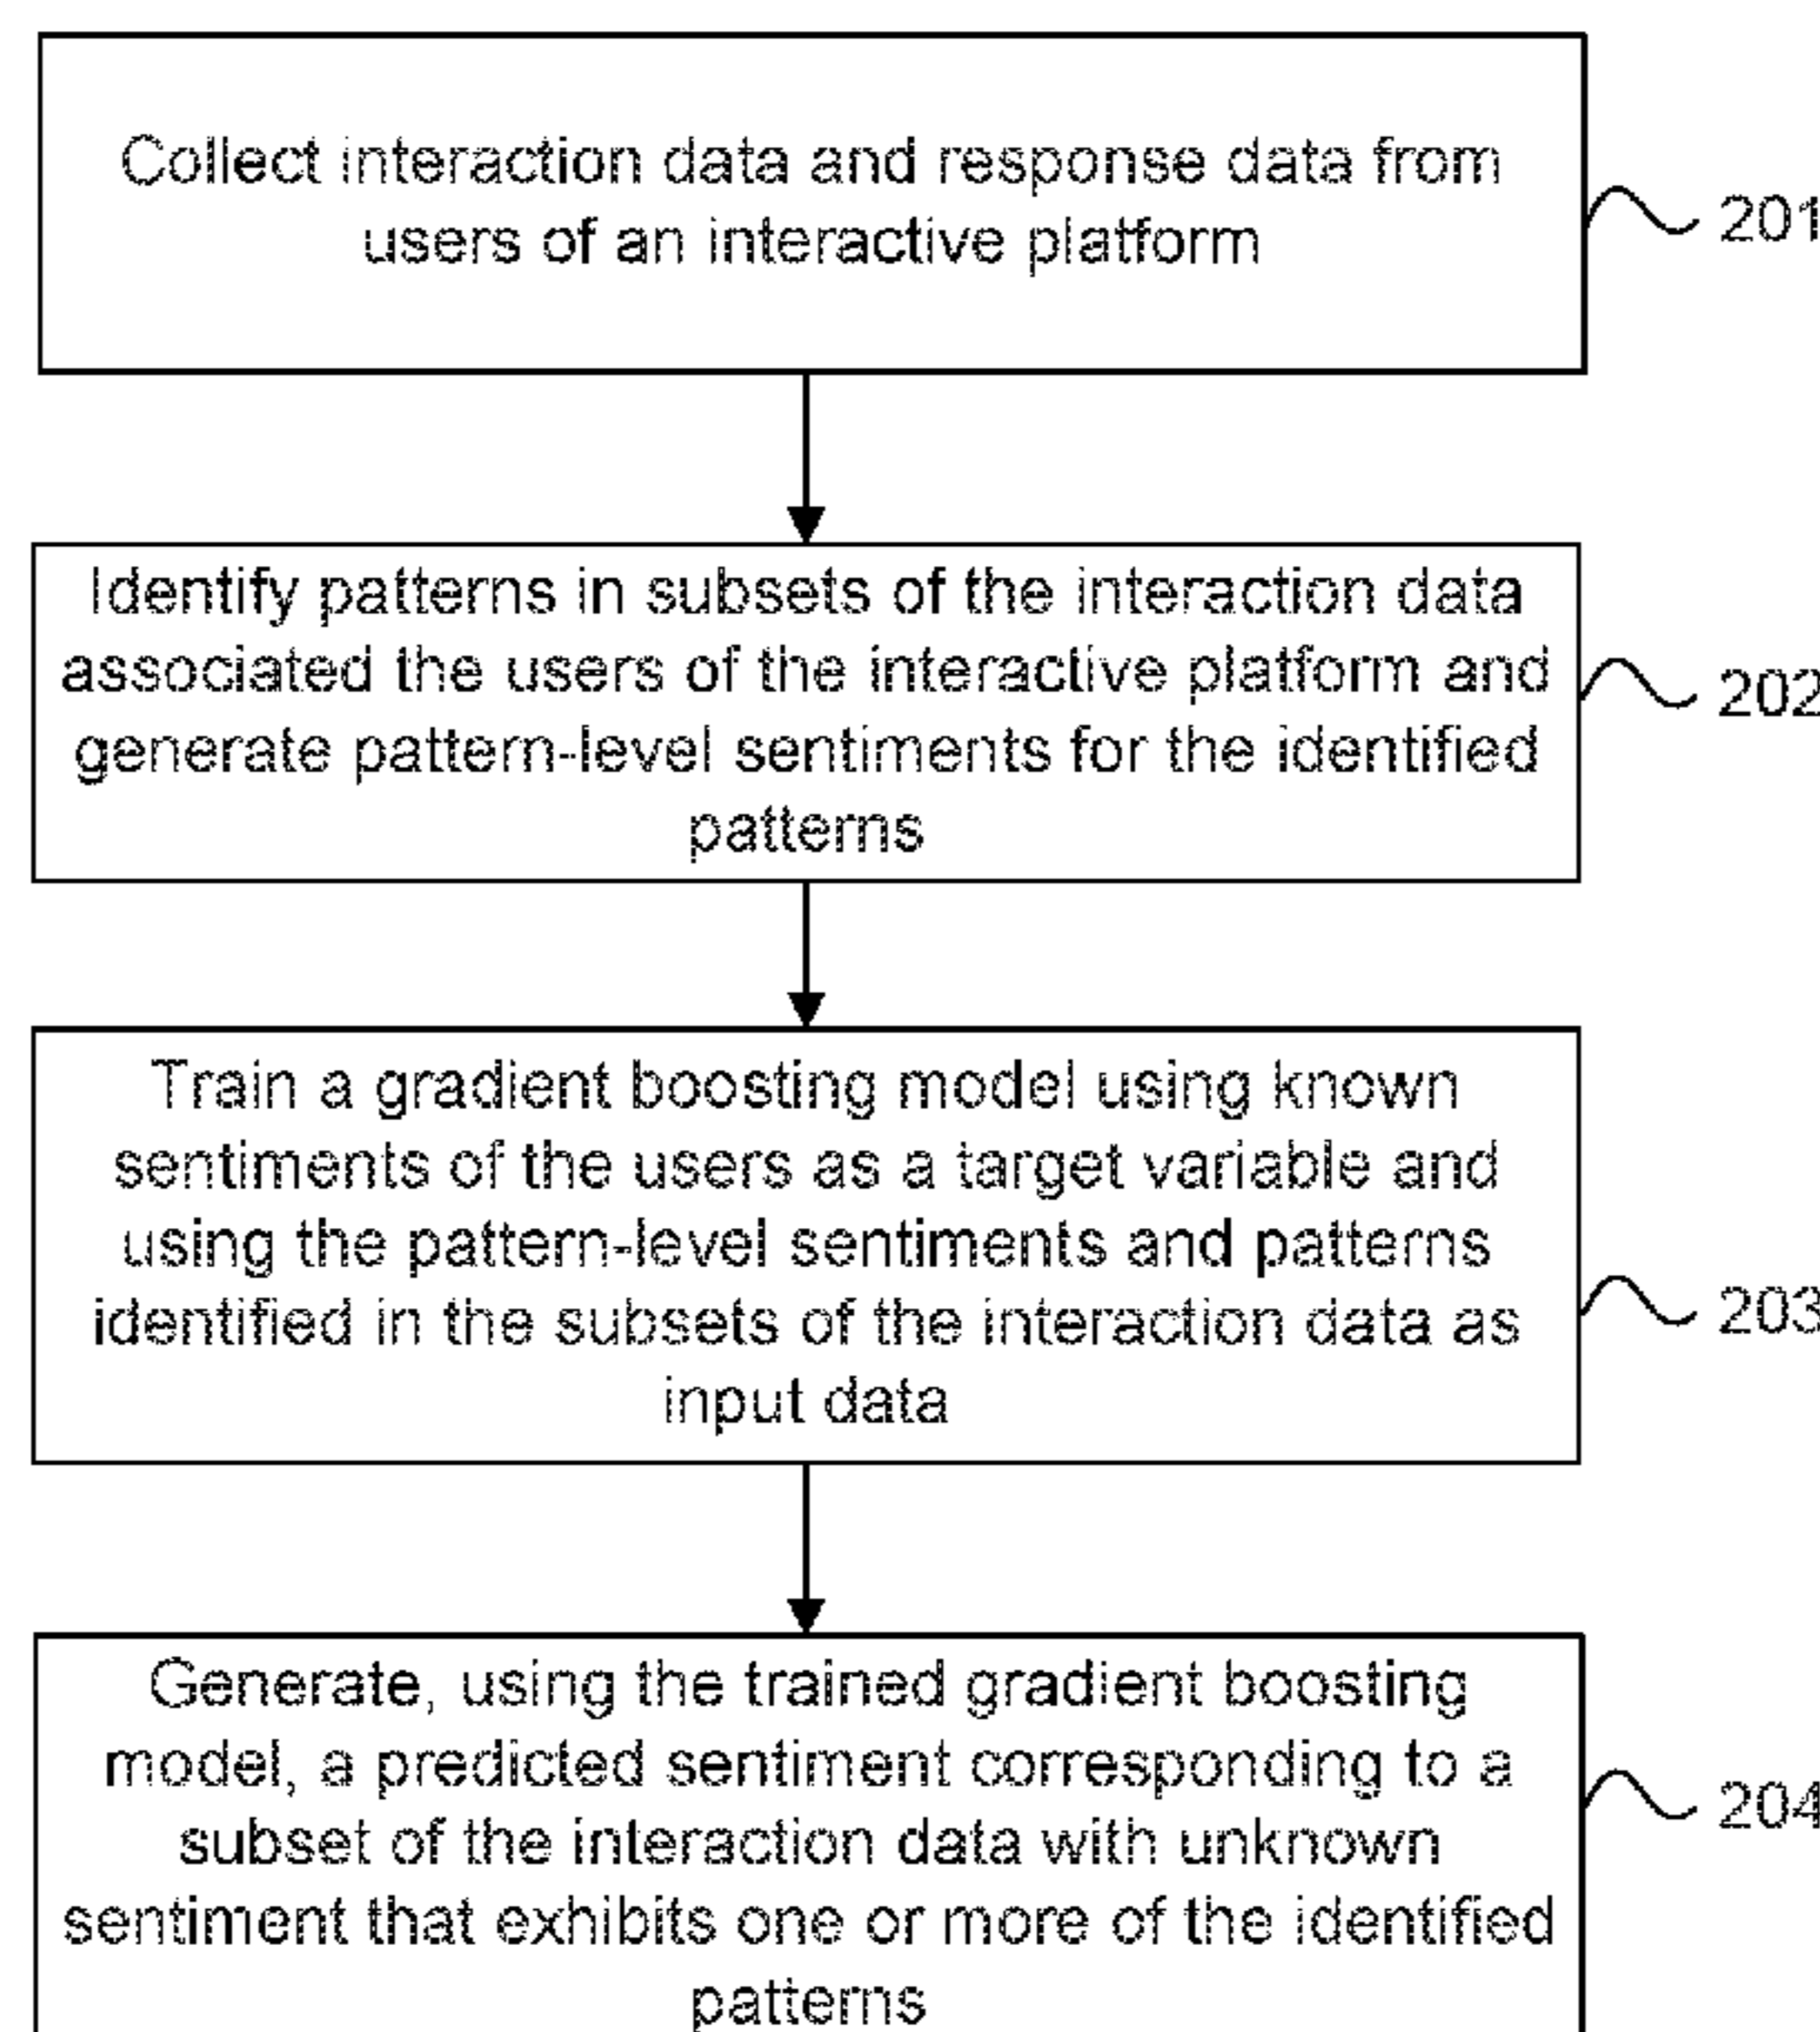 Collect interaction data and response data from
users of an interactive platform
201
Identify patterns in subsets of the interaction data
associated the users of the interactive platform and
generate pattern-level sentiments for the identified
patterns
202
Train a gradient boosting model using known
sentiments of the users as a target variable and
using the pattern-level sentiments and patterns
identified in the subsets of the interaction data as
input data
203
Generate, using the trained gradient boosting
model, a predicted sentiment corresponding to a
subset of the interaction data with unknown
sentiment that exhibits one or more of the identified
patterns
204